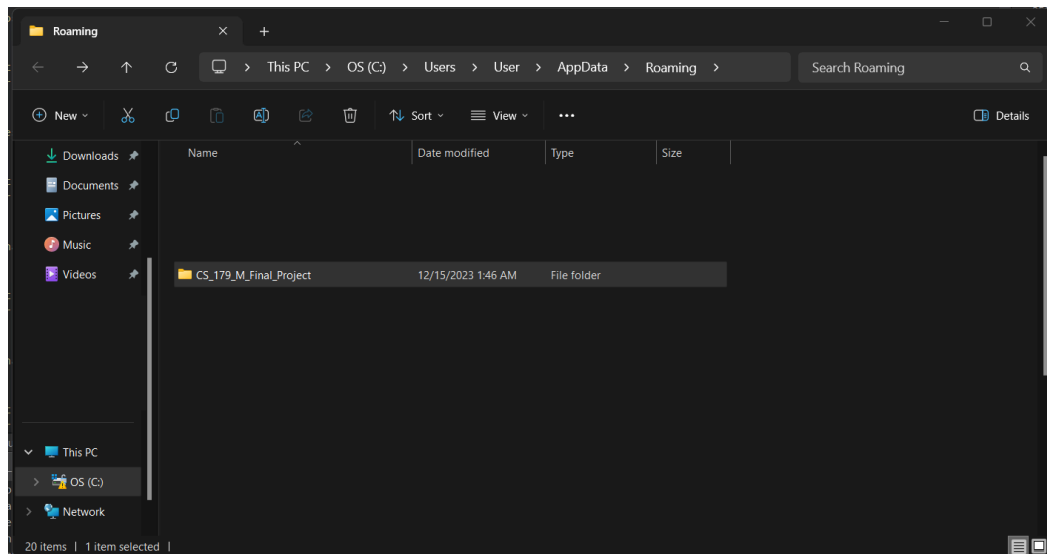 Roaming
This PC > OS (C:) > Users > User > AppData > Roaming >
Search Roaming
New
Sort
View
Details
Name
Date modified
Type
Size
Downloads
Documents
Pictures
Music
Videos
CS_179_M_Final_Project
12/15/2023 1:46 AM
File folder
This PC
OS (C:)
Network
20 items | 1 item selected |